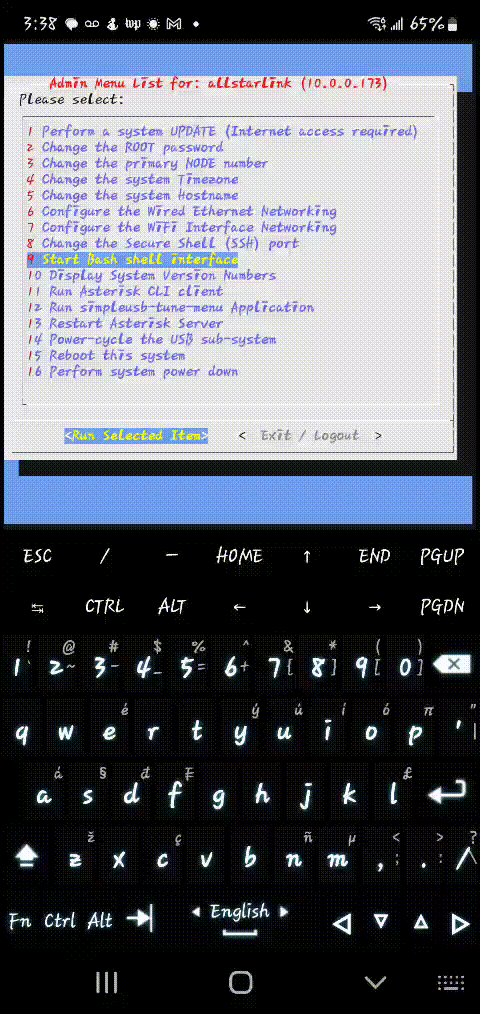 3:38 65%
Admin Menu List for: allstarlink (10.0.0.173)
Please select:
1 Perform a system UPDATE (Internet access required)
2 Change the ROOT password
3 Change the primary NODE number
4 Change the system Timezone
5 Change the system Hostname
6 Configure the Wired Ethernet Networking
7 Configure the WiFi Interface Networking
8 Change the Secure Shell (SSH) port
9 Start Bash shell interface
10 Display System Version Numbers
11 Run Asterisk CLI client
12 Run simpleusb-tune-menu Application
13 Restart Asterisk Server
14 Power-cycle the USB sub-system
15 Reboot this system
16 Perform system power down
<Run Selected Item> < Exit / Logout >
ESC / — HOME ↑ END PGUP
↹ CTRL ALT ← ↓ → PGDN
! @ # $ % ^ & * ( )
1 ` 2 ~ 3 - 4 _ 5 = 6 + 7 { 8 } 9 [ 0 ]
é ý ú í ó π "
q w e r t y u i o p ' |
á § đ £
a s d f g h j k l
ž ç ñ µ < > ?
z x c v b n m , ; . : /
Fn Ctrl Alt English